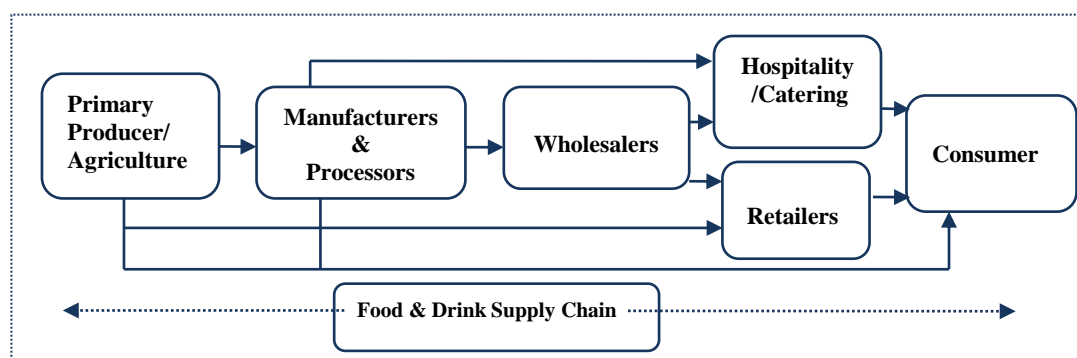 Primary
Producer/
Agriculture
Manufacturers
&
Processors
Wholesalers
Hospitality
/Catering
Retailers
Consumer
Food & Drink Supply Chain